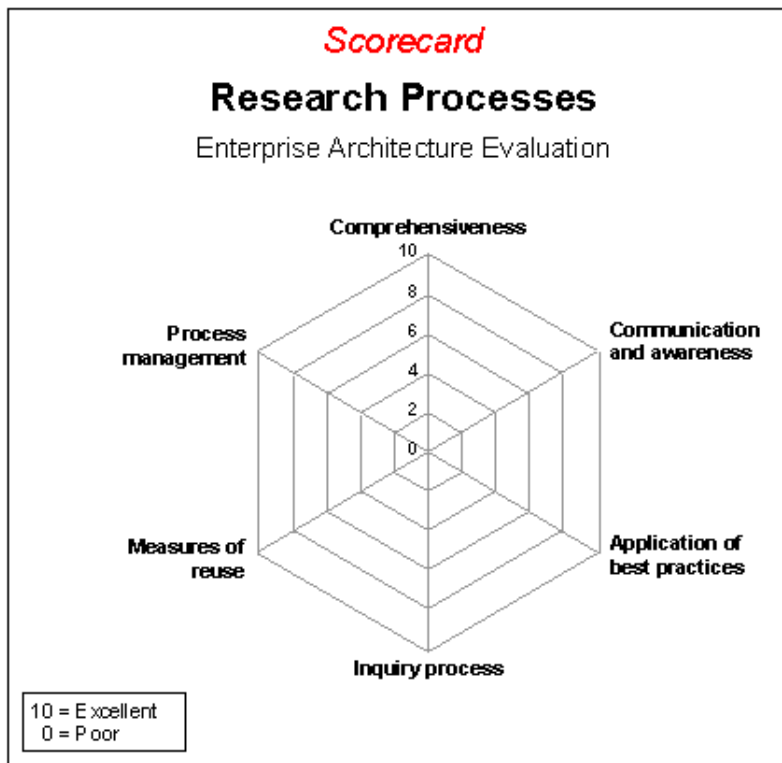 Scorecard
Research Processes
Enterprise Architecture Evaluation
Comprehensiveness
10
8
6
4
2
0
Process
management
Communication
and awareness
Measures of
reuse
Application of
best practices
Inquiry process
10 = Excellent
0 = Poor